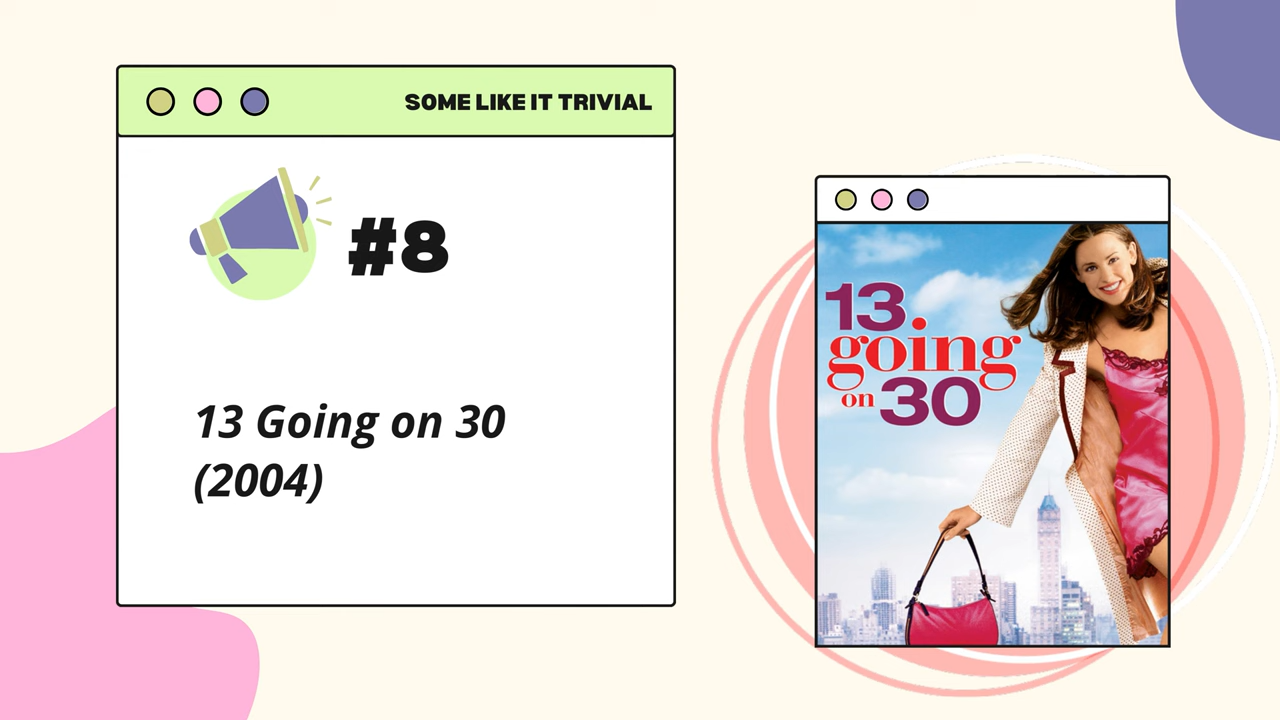 SOME LIKE IT TRIVIAL
#8
13 Going on 30
(2004)
13
going
on 30